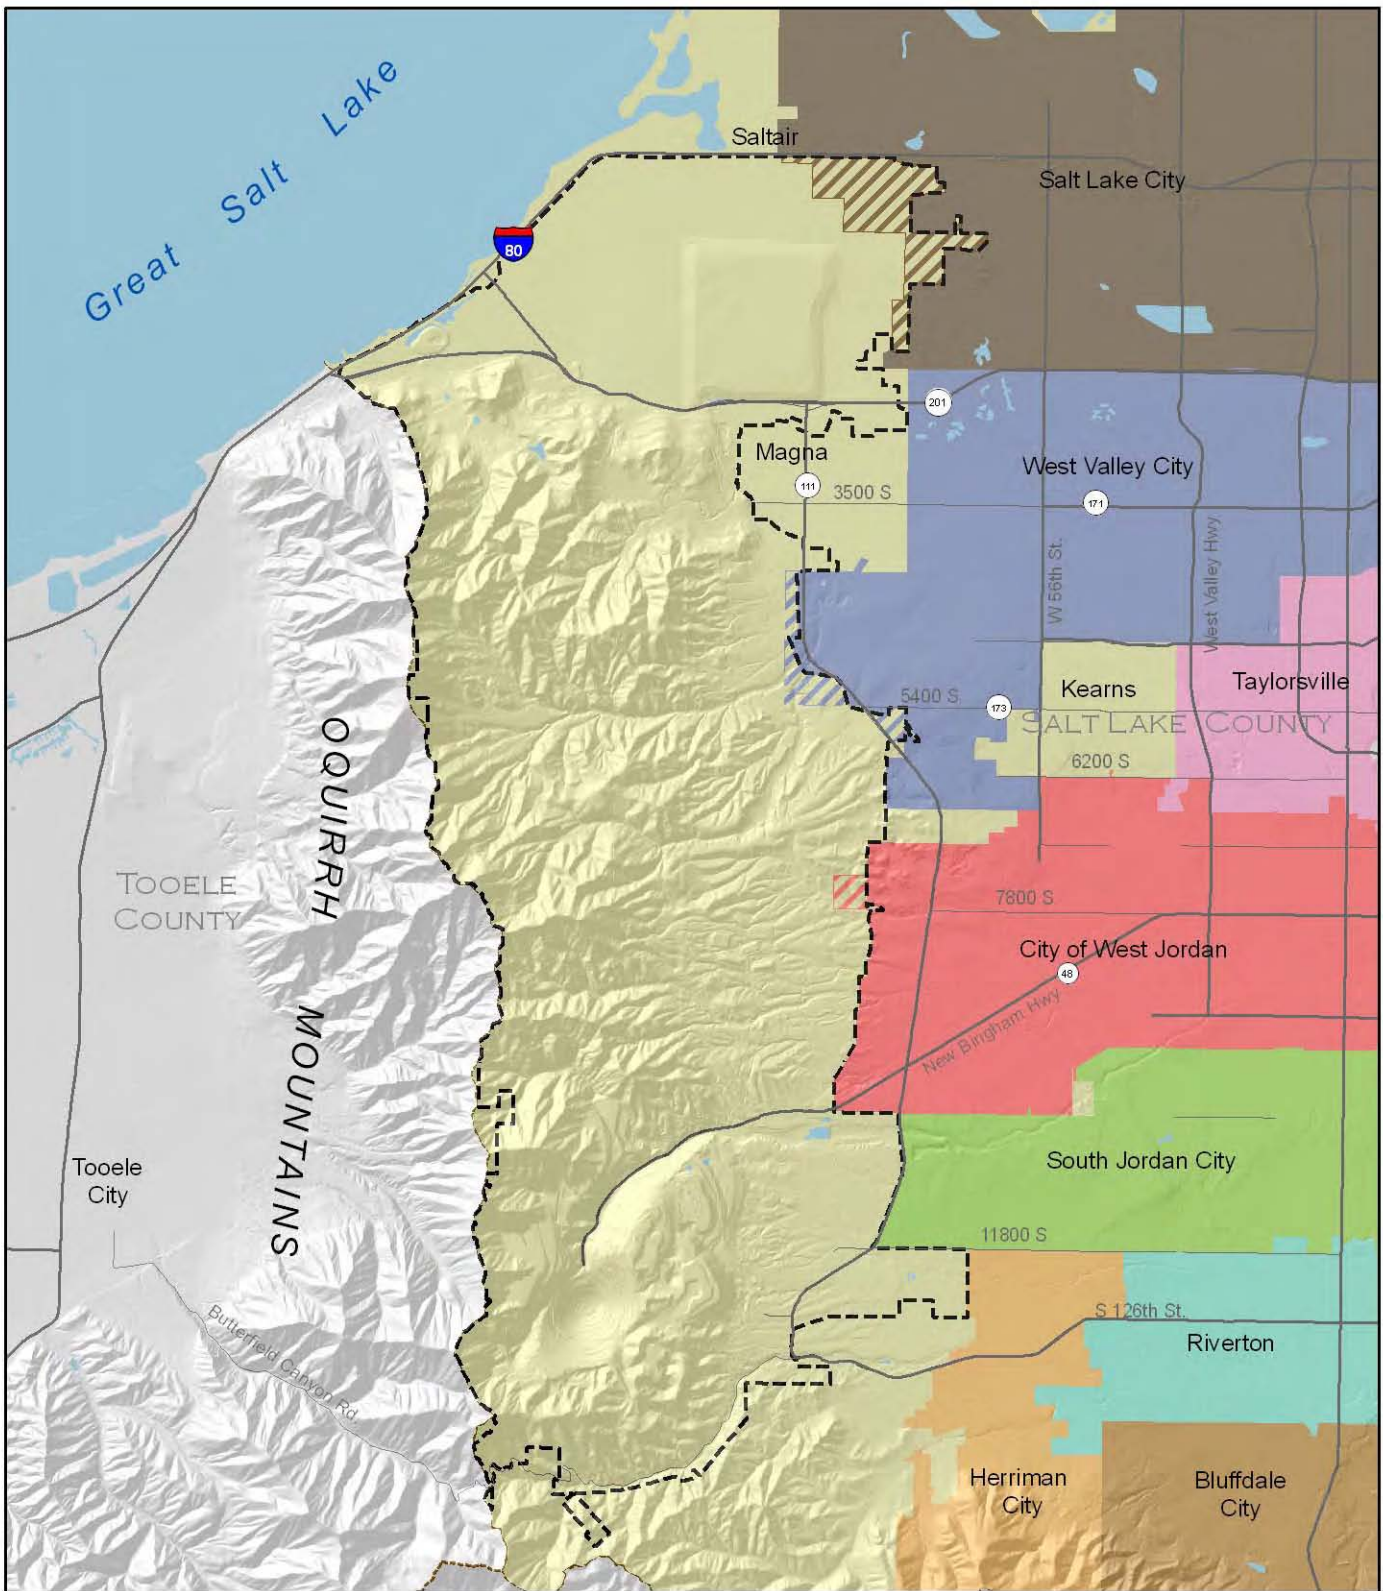 Great Salt Lake
Saltair
Salt Lake City
80
201
Magna
111
3500 S
West Valley City
171
W 56th St.
West Valley Hwy
Kearns
Taylorsville
5400 S
173
SALT LAKE COUNTY
6200 S
OQUIRRH
MOUNTAINS
TOOELE
COUNTY
7800 S
City of West Jordan
48
New Bingham Hwy
Tooele
City
South Jordan City
11800 S
Butterfield Canyon Rd.
S 126th St.
Riverton
Herriman
City
Bluffdale
City